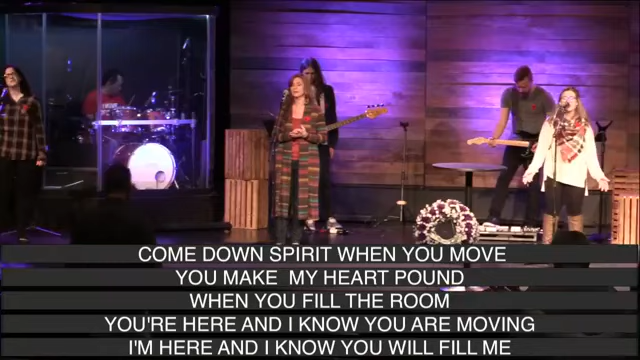 COME DOWN SPIRIT WHEN YOU MOVE
YOU MAKE MY HEART POUND
WHEN YOU FILL THE ROOM
YOU'RE HERE AND I KNOW YOU ARE MOVING
I'M HERE AND I KNOW YOU WILL FILL ME